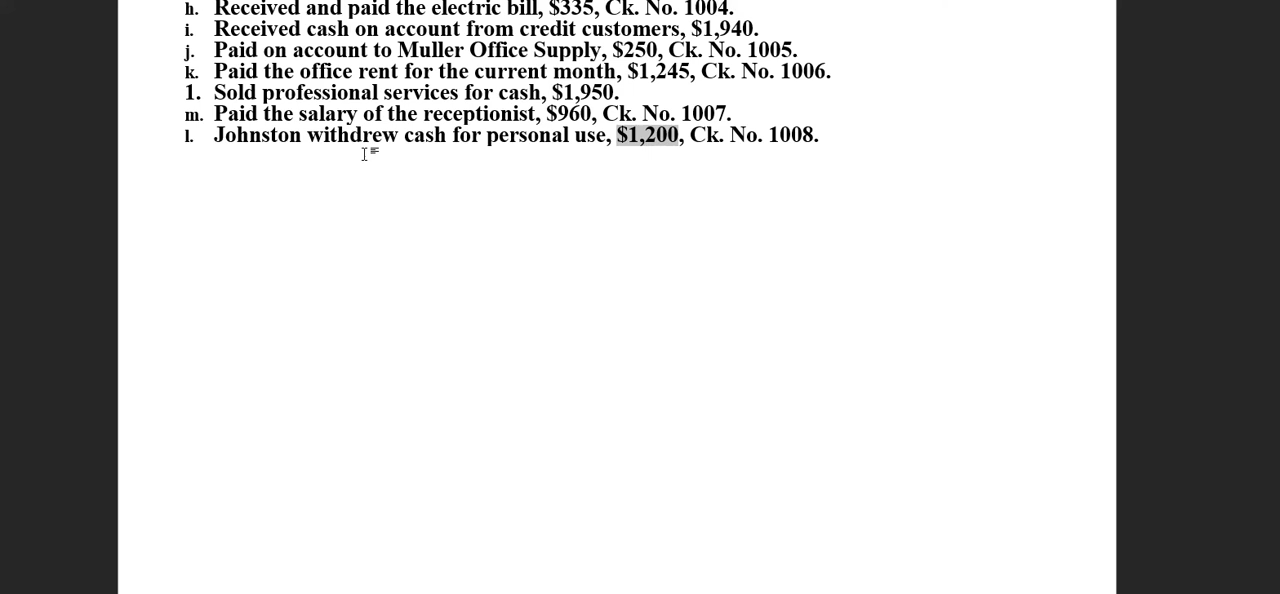 h. Received and paid the electric bill, $335, Ck. No. 1004.
i. Received cash on account from credit customers, $1,940.
j. Paid on account to Muller Office Supply, $250, Ck. No. 1005.
k. Paid the office rent for the current month, $1,245, Ck. No. 1006.
1. Sold professional services for cash, $1,950.
m. Paid the salary of the receptionist, $960, Ck. No. 1007.
l. Johnston withdrew cash for personal use, $1,200, Ck. No. 1008.